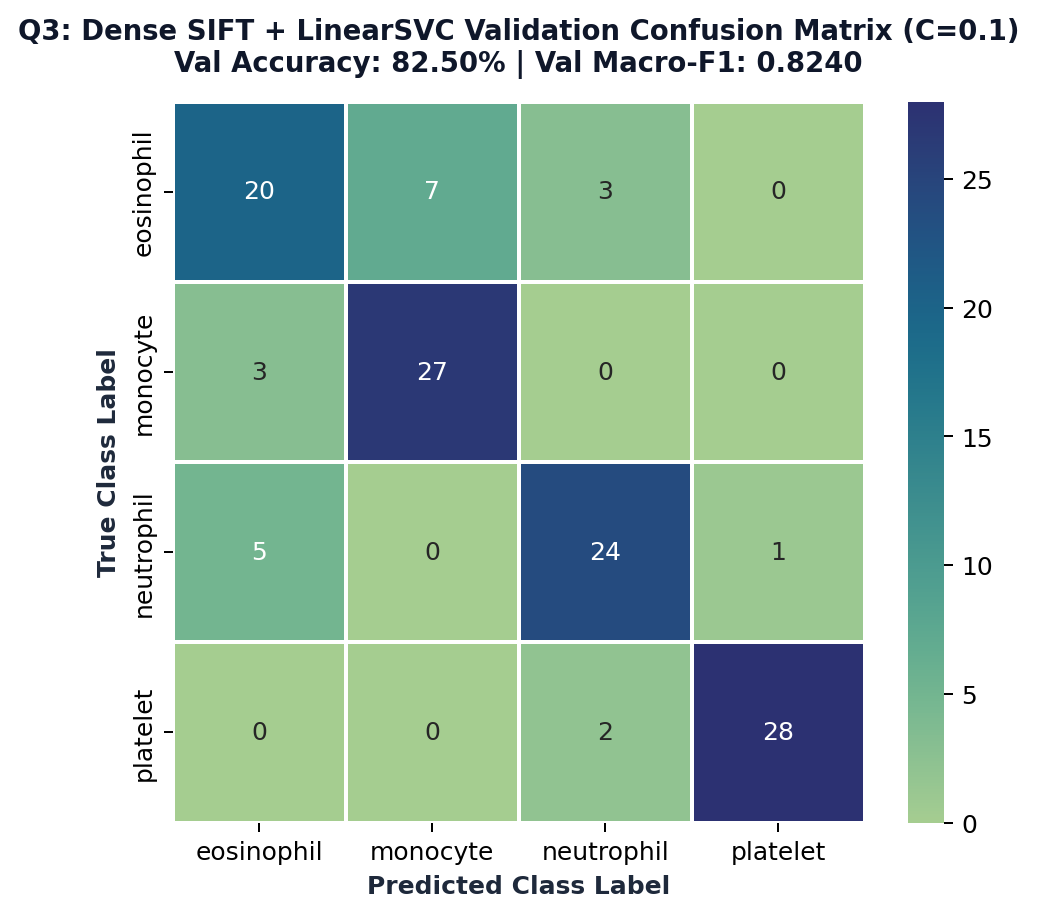 Q3: Dense SIFT + LinearSVC Validation Confusion Matrix (C=0.1)
Val Accuracy: 82.50% | Val Macro-F1: 0.8240
True Class Label
eosinophil
20 7 3 0
monocyte
3 27 0 0
neutrophil
5 0 24 1
platelet
0 0 2 28
eosinophil monocyte neutrophil platelet
Predicted Class Label
25
20
15
10
5
0